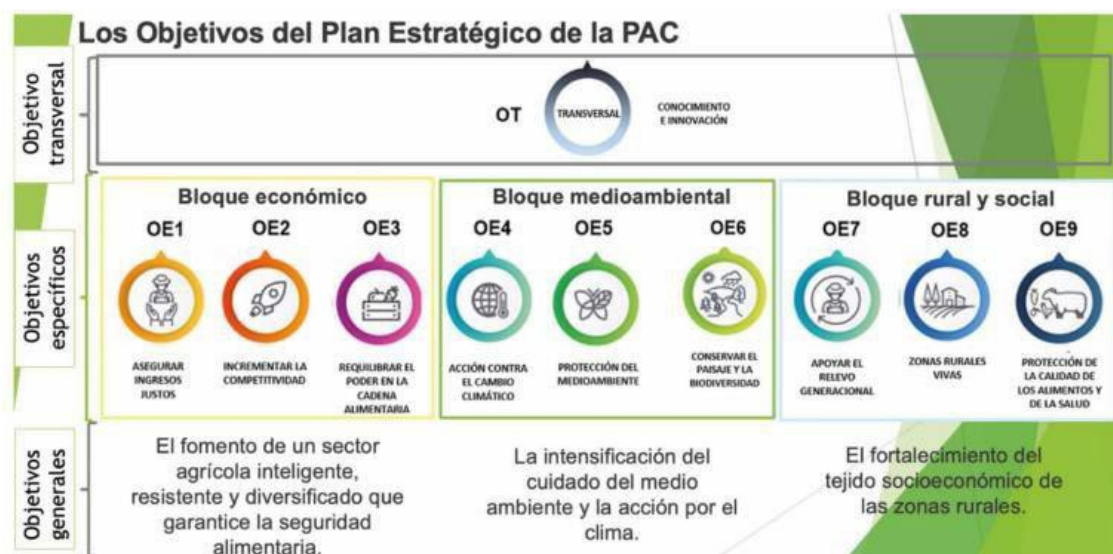 Los Objetivos del Plan Estratégico de la PAC
Objetivo
transversal
OT
TRANSVERSAL
CONOCIMIENTO
E INNOVACIÓN
Objetivos
específicos
Bloque económico
OE1
OE2
OE3
ASEGURAR
INGRESOS
JUSTOS
INCREMENTAR LA
COMPETITIVIDAD
REQUILIBRAR EL
PODER EN LA
CADENA
ALIMENTARIA
Bloque medioambiental
OE4
OE5
OE6
ACCIÓN CONTRA
EL CAMBIO
CLIMÁTICO
PROTECCIÓN DEL
MEDIOAMBIENTE
CONSERVAR EL
PAISAJE Y LA
BIODIVERSIDAD
Bloque rural y social
OE7
OE8
OE9
APOYAR EL
RELEVO
GENERACIONAL
ZONAS RURALES
VIVAS
PROTECCIÓN DE
LA CALIDAD DE
LOS ALIMENTOS Y
DE LA SALUD
Objetivos
generales
El fomento de un sector
agrícola inteligente,
resistente y diversificado que
garantice la seguridad
alimentaria.
La intensificación del
cuidado del medio
ambiente y la acción por el
clima.
El fortalecimiento del
tejido socioeconómico de
las zonas rurales.